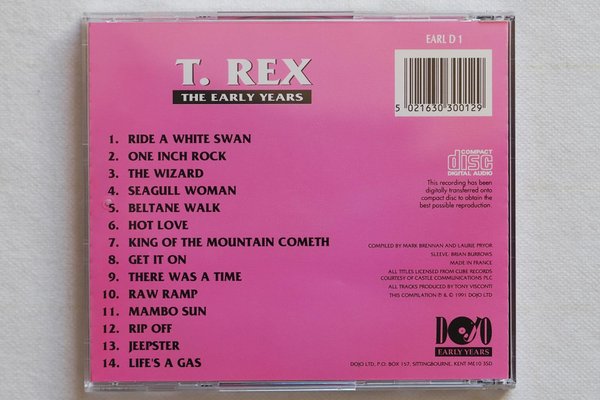 EARL D 1
T. REX
THE EARLY YEARS
5 021630 300129
1. RIDE A WHITE SWAN
2. ONE INCH ROCK
3. THE WIZARD
4. SEAGULL WOMAN
5. BELTANE WALK
6. HOT LOVE
7. KING OF THE MOUNTAIN COMETH
8. GET IT ON
9. THERE WAS A TIME
10. RAW RAMP
11. MAMBO SUN
12. RIP OFF
13. JEEPSTER
14. LIFE'S A GAS
COMPACT
disc
DIGITAL AUDIO
This recording has been
digitally transferred onto
compact disc to obtain the
best possible reproduction.
COMPILED BY MARK BRENNAN AND LAURIE PRYOR
SLEEVE: BRIAN BURROWS
MADE IN FRANCE
ALL TITLES LICENSED FROM CUBE RECORDS
COURTESY OF CASTLE COMMUNICATIONS PLC
ALL TRACKS PRODUCED BY TONY VISCONTI
THIS COMPILATION ℗ & © 1991 DOJO LTD
DOJO
EARLY YEARS
DOJO LTD, P.O. BOX 157, SITTINGBOURNE, KENT ME10 3SD